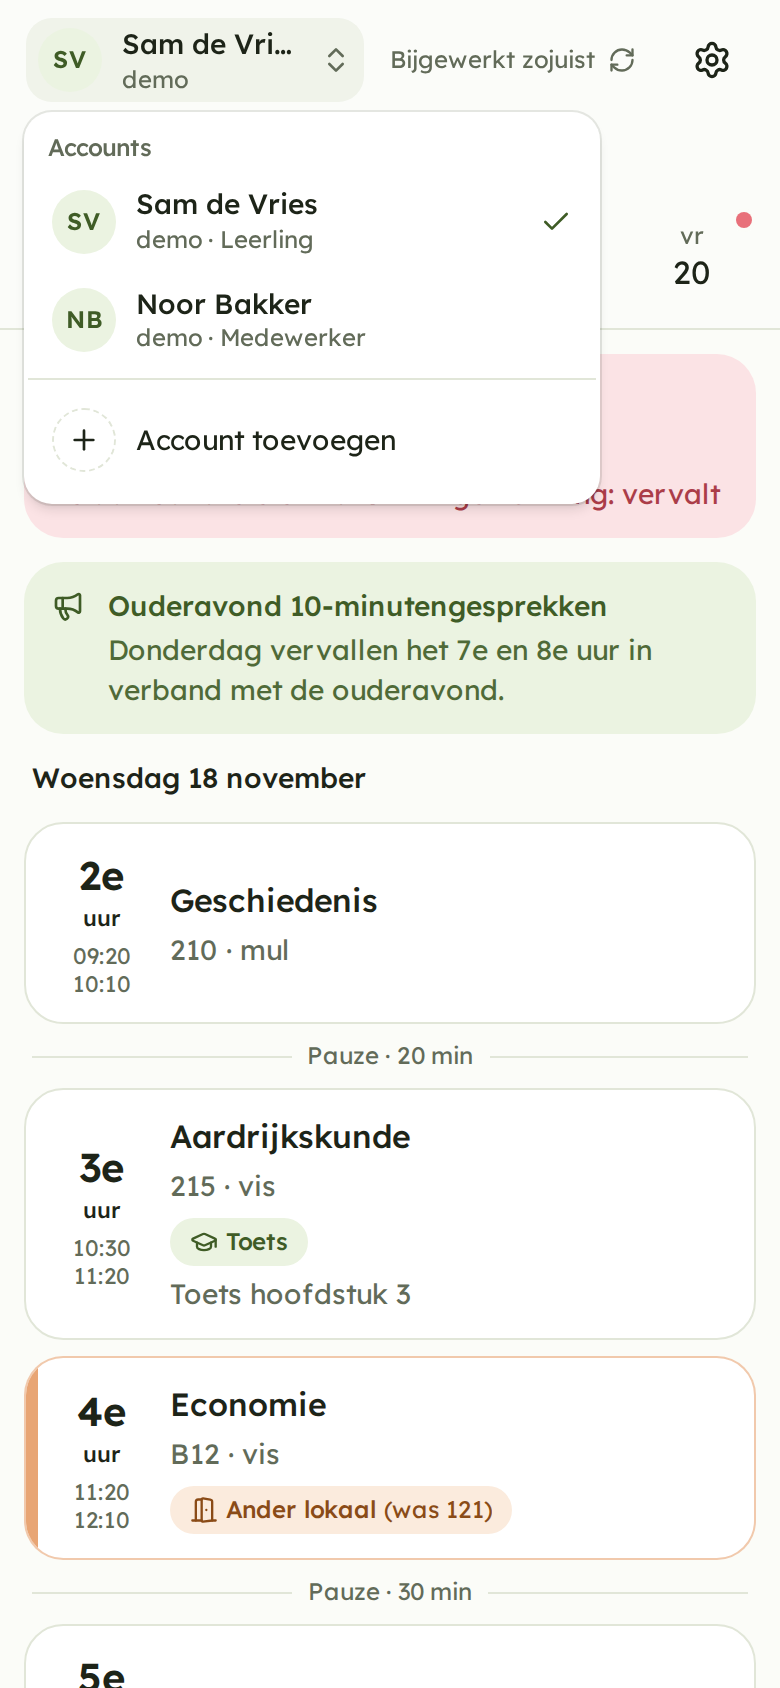 SV
Sam de Vri...
demo
Bijgewerkt zojuist
Accounts
SV
Sam de Vries
demo · Leerling
NB
Noor Bakker
demo · Medewerker
Account toevoegen
vr
20
vervalt
Ouderavond 10-minutengesprekken
Donderdag vervallen het 7e en 8e uur in
verband met de ouderavond.
Woensdag 18 november
2e
uur
09:20
10:10
Geschiedenis
210 · mul
Pauze · 20 min
3e
uur
10:30
11:20
Aardrijkskunde
215 · vis
Toets
Toets hoofdstuk 3
4e
uur
11:20
12:10
Economie
B12 · vis
Ander lokaal (was 121)
Pauze · 30 min
5e